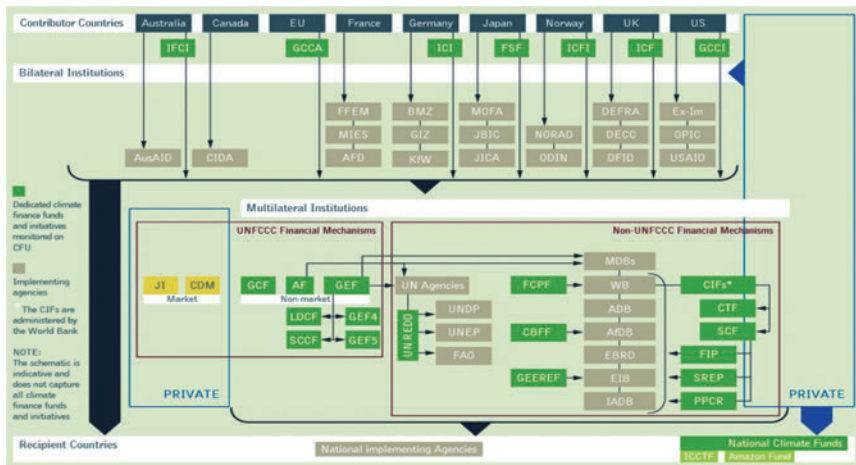 Contributor Countries
Australia
Canada
EU
France
Germany
Japan
Norway
UK
US
IFCI
GCCA
ICI
FSF
ICFI
ICF
GCCI
Bilateral Institutions
FFEM
BMZ
MOFA
DEFRA
Ex-Im
MIES
GIZ
JBIC
NORAD
DECC
OPIC
AusAID
CIDA
AFD
KfW
JICA
ODIN
DFID
USAID
Dedicated climate
finance funds
and initiatives
monitored on
CFU
Implementing
agencies
* The CIFs are
administered by
the World Bank
NOTE:
The schematic is
indicative and
does not capture
all climate
finance funds
and initiatives
Multilateral Institutions
UNFCCC Financial Mechanisms
Non-UNFCCC Financial Mechanisms
JI
CDM
Market
GCF
AF
GEF
Non-market
LDCF
GEF4
SCCF
GEF5
UN Agencies
UN REDD
UNDP
UNEP
FAO
MDBs
FCPF
WB
CIFs*
ADB
CTF
CBFF
AfDB
SCF
EBRD
FIP
GEEREF
EIB
SREP
IADB
PPCR
PRIVATE
PRIVATE
Recipient Countries
National implementing Agencies
National Climate Funds
ICCTF
Amazon Fund